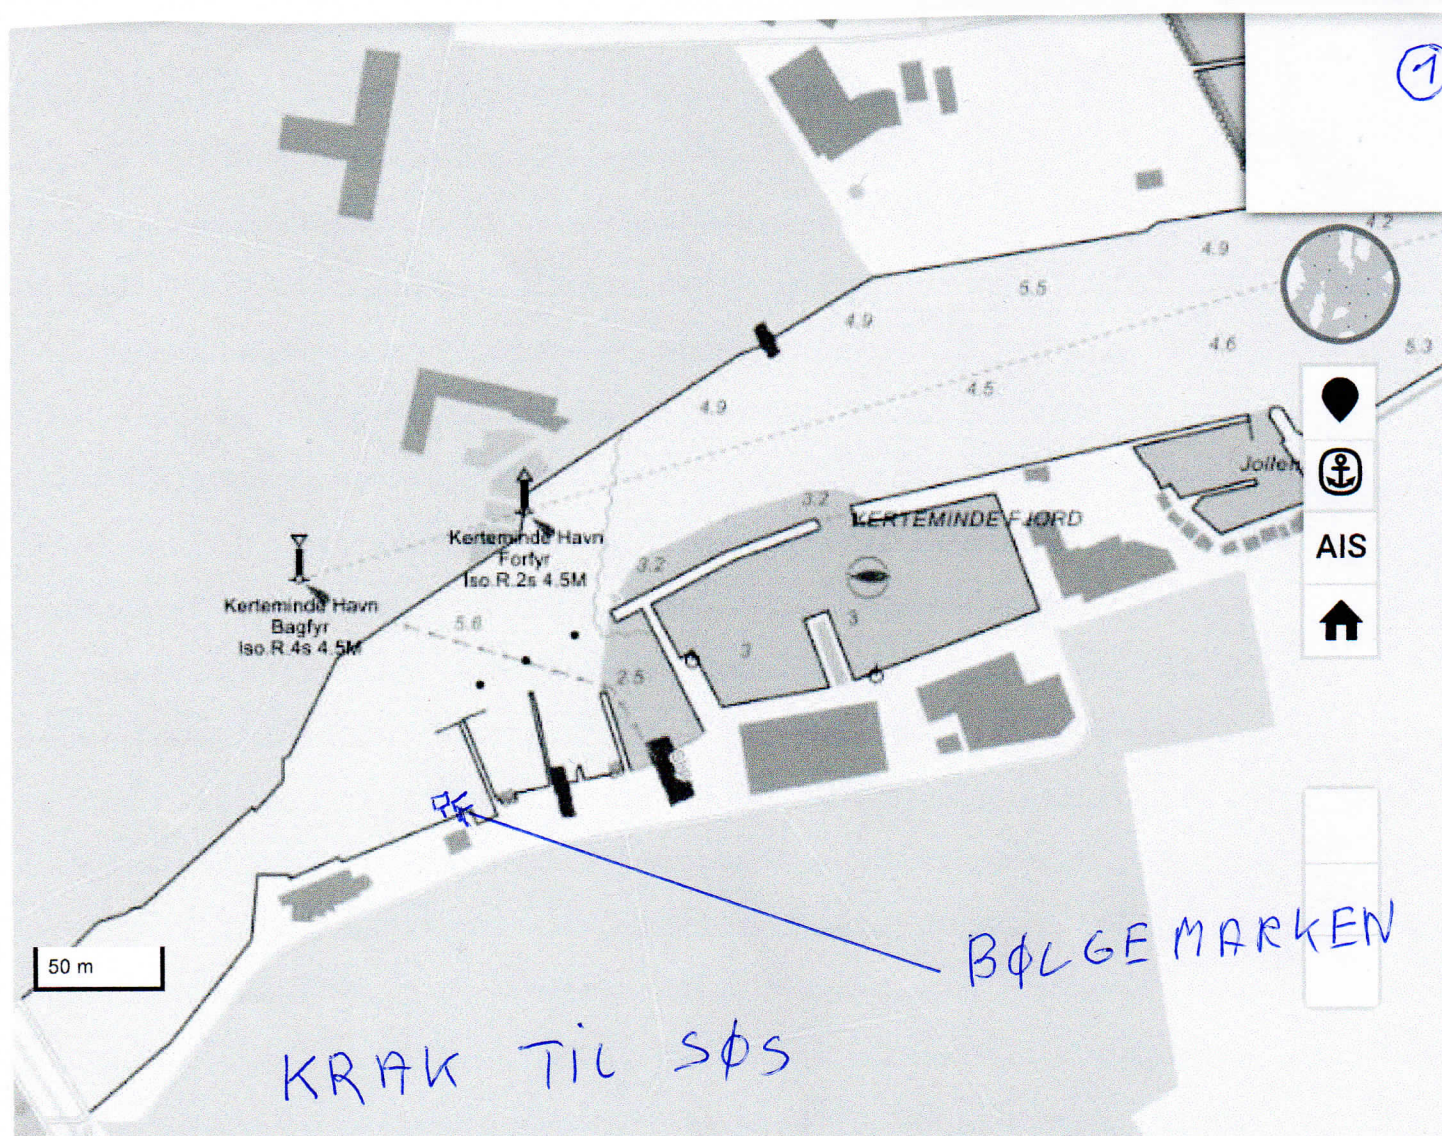 1
4.2
4.9
5.5
4.9
4.6
5.3
4.5
4.9
3.2
KERTEMINDE FJORD
Kerteminde Havn
Forfyr
Iso.R.2s 4.5M
3.2
AIS
Kerteminde Havn
Bagfyr
Iso.R.4s 4.5M
5.6
3
3
2.5
BØLGEMARKEN
50 m
KRAK TIL SØS